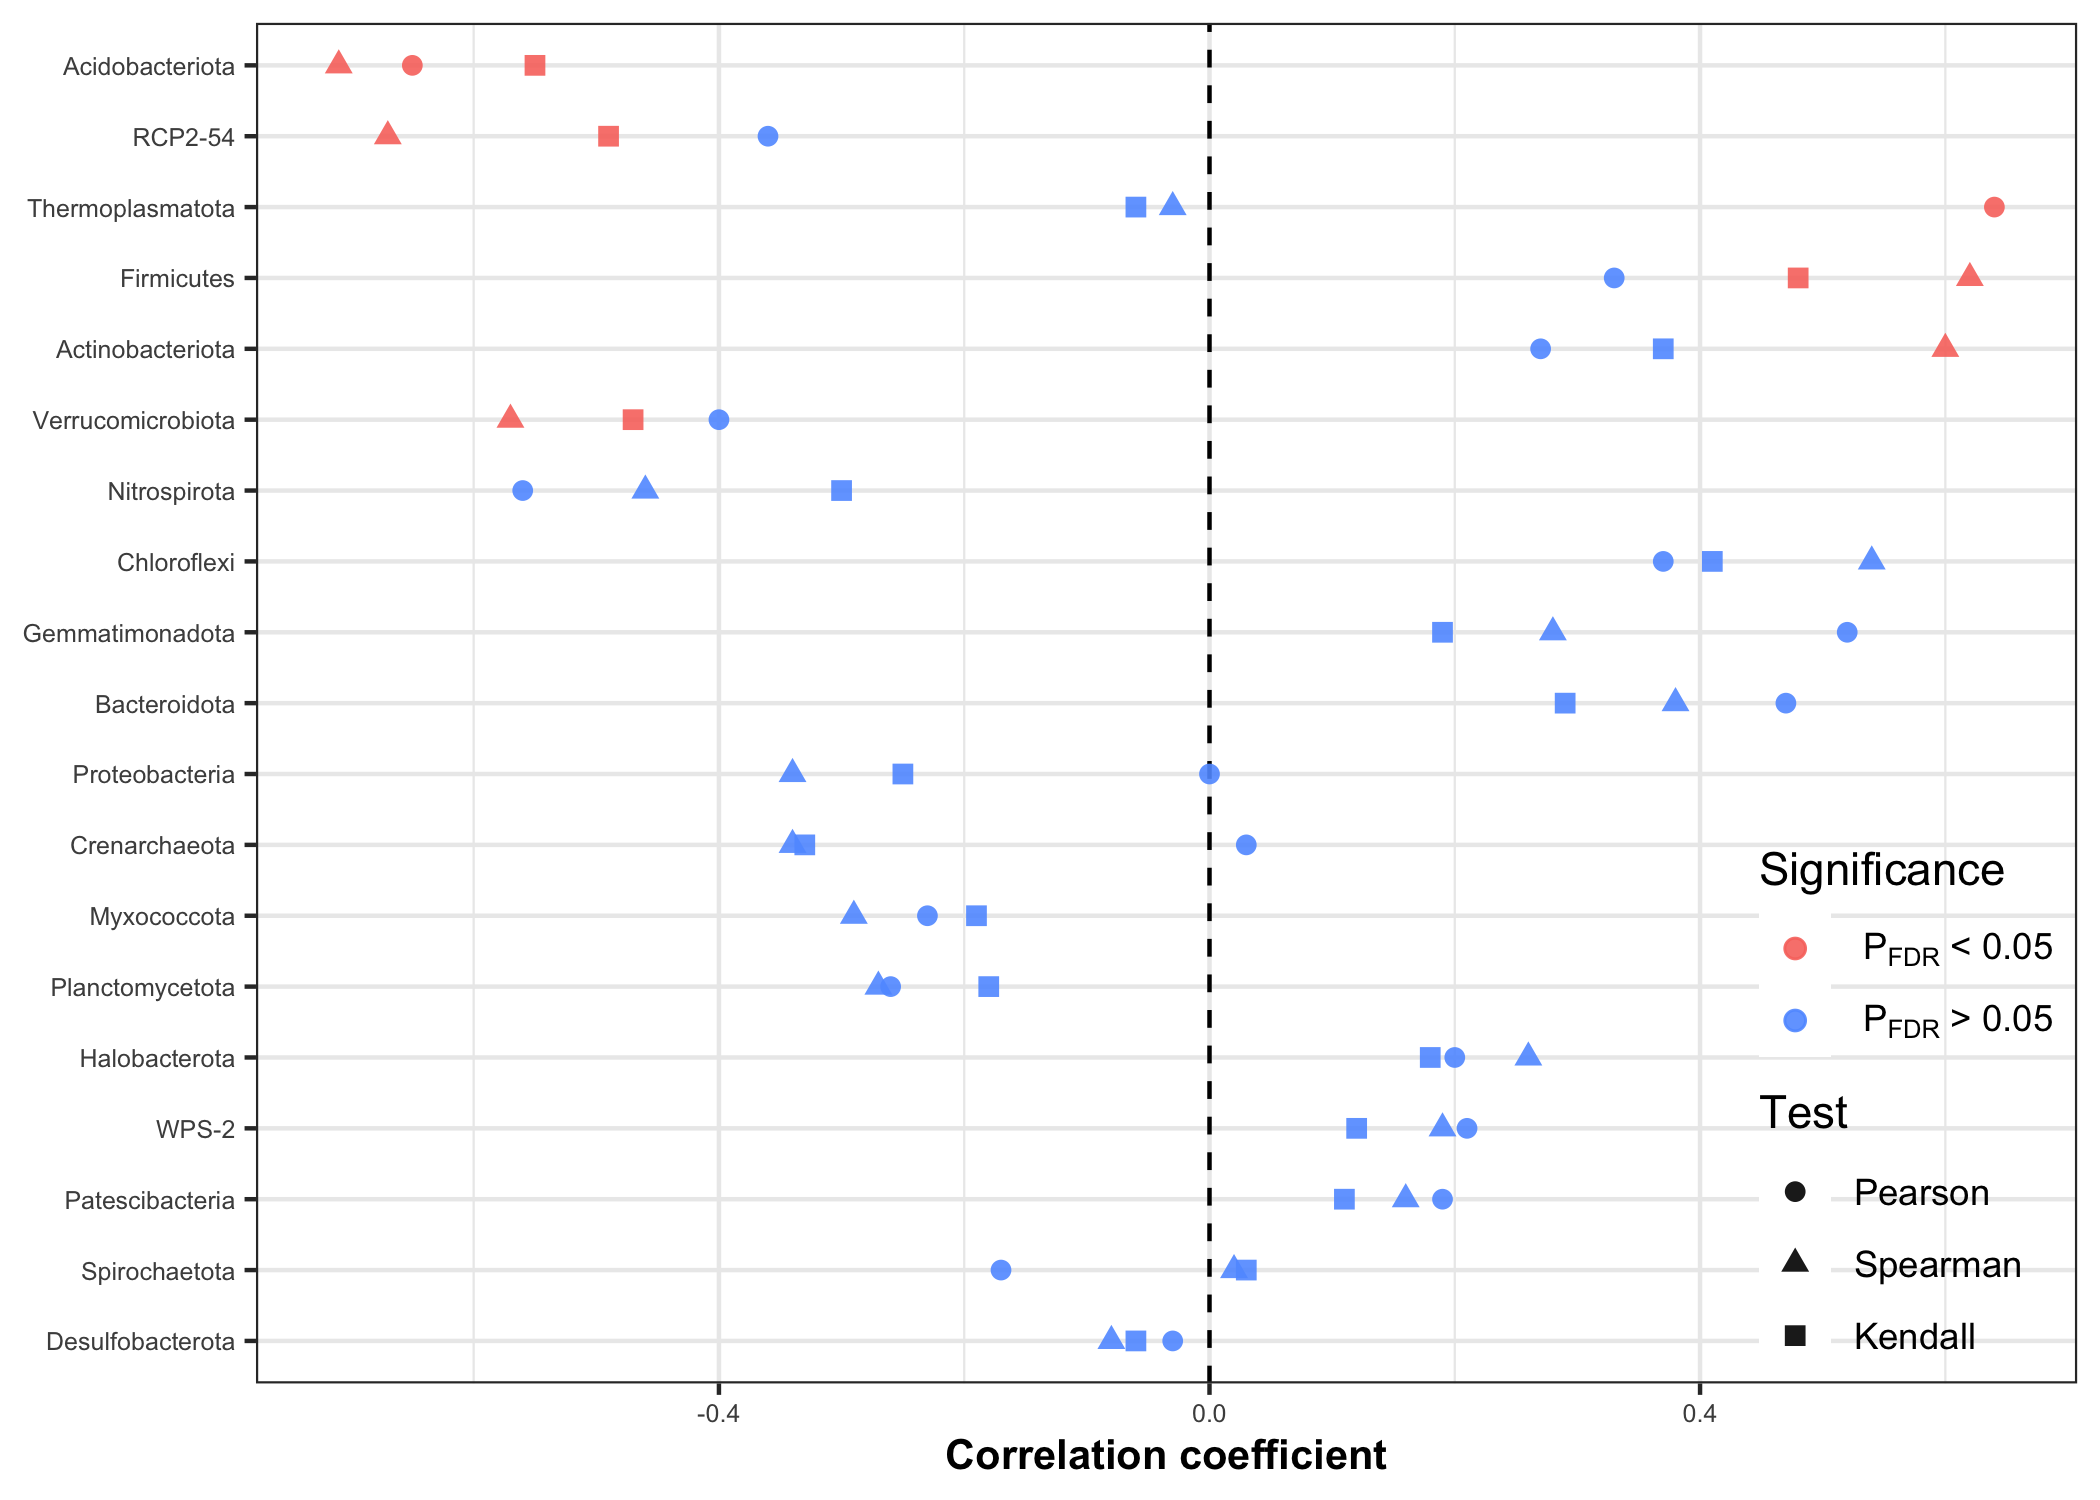 Acidobacteriota
RCP2-54
Thermoplasmatota
Firmicutes
Actinobacteriota
Verrucomicrobiota
Nitrospirota
Chloroflexi
Gemmatimonadota
Bacteroidota
Proteobacteria
Crenarchaeota
Myxococcota
Planctomycetota
Halobacterota
WPS-2
Patescibacteria
Spirochaetota
Desulfobacterota
Significance
PFDR < 0.05
PFDR > 0.05
Test
Pearson
Spearman
Kendall
-0.4 0.0 0.4
Correlation coefficient